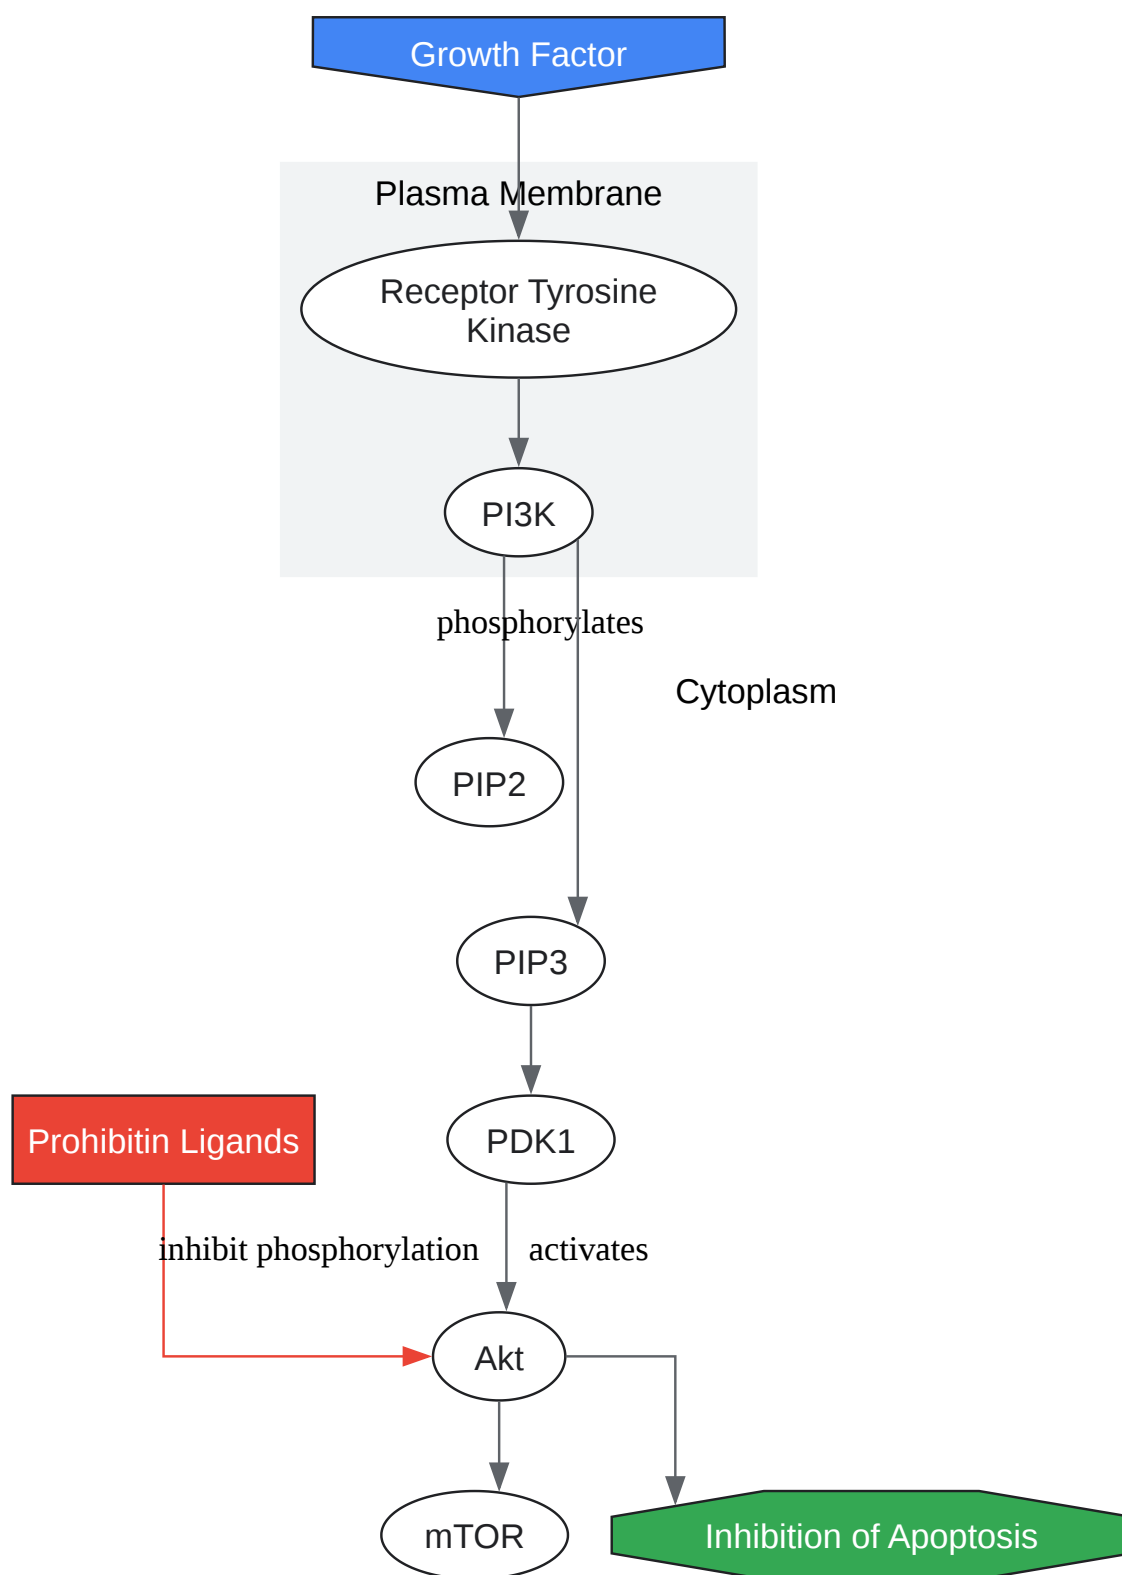 Growth Factor
Plasma Membrane
Receptor Tyrosine
Kinase
PI3K
phosphorylates
Cytoplasm
PIP2
PIP3
Prohibitin Ligands
PDK1
inhibit phosphorylation
activates
Akt
mTOR
Inhibition of Apoptosis